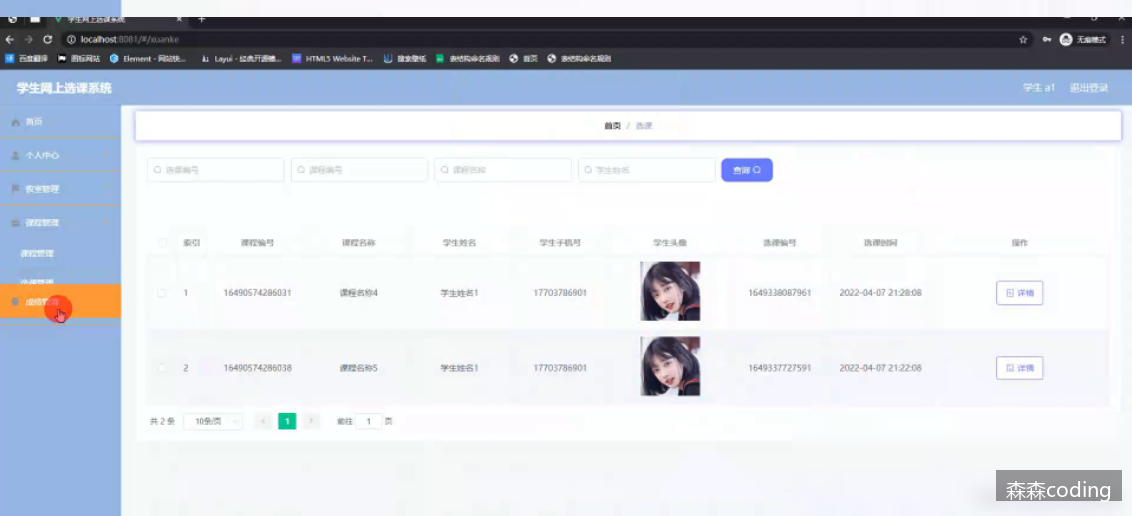 学生网上选课系统
localhost:8081/#/xuanke
无痕模式
百度翻译 图标网站 Element - 网站快... Layui - 经典开源模... HTML5 Website T... 搜索壁纸 表结构命名规则 首页 表结构命名规则
学生网上选课系统 学生 a1 退出登录
首页
个人中心
教室管理
课程管理
课程管理
选课管理
首页 / 选课
选课编号 课程编号 课程名称 学生姓名 查询
索引 课程编号 课程名称 学生姓名 学生手机号 学生头像 选课编号 选课时间 操作
1 16490574286031 课程名称4 学生姓名1 17703786901 1649338087961 2022-04-07 21:28:08 详情
2 16490574286038 课程名称5 学生姓名1 17703786901 1649337727591 2022-04-07 21:22:08 详情
共 2 条 10条/页 1 前往 1 页
森森coding